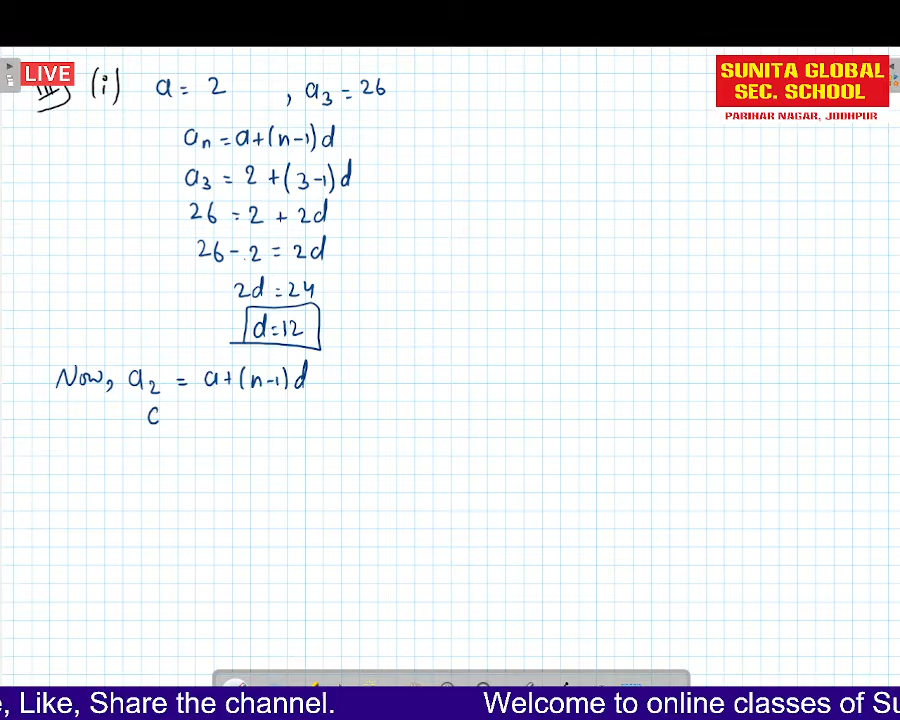 LIVE
SUNITA GLOBAL
SEC. SCHOOL
PARIHAR NAGAR, JODHPUR
III) (i) a = 2 , a₃ = 26
aₙ = a+(n-1)d
a₃ = 2 +(3-1)d
26 = 2 + 2d
26 - 2 = 2d
2d = 24
d = 12
Now, a₂ = a+(n-1)d
e, Like, Share the channel.
Welcome to online classes of Su